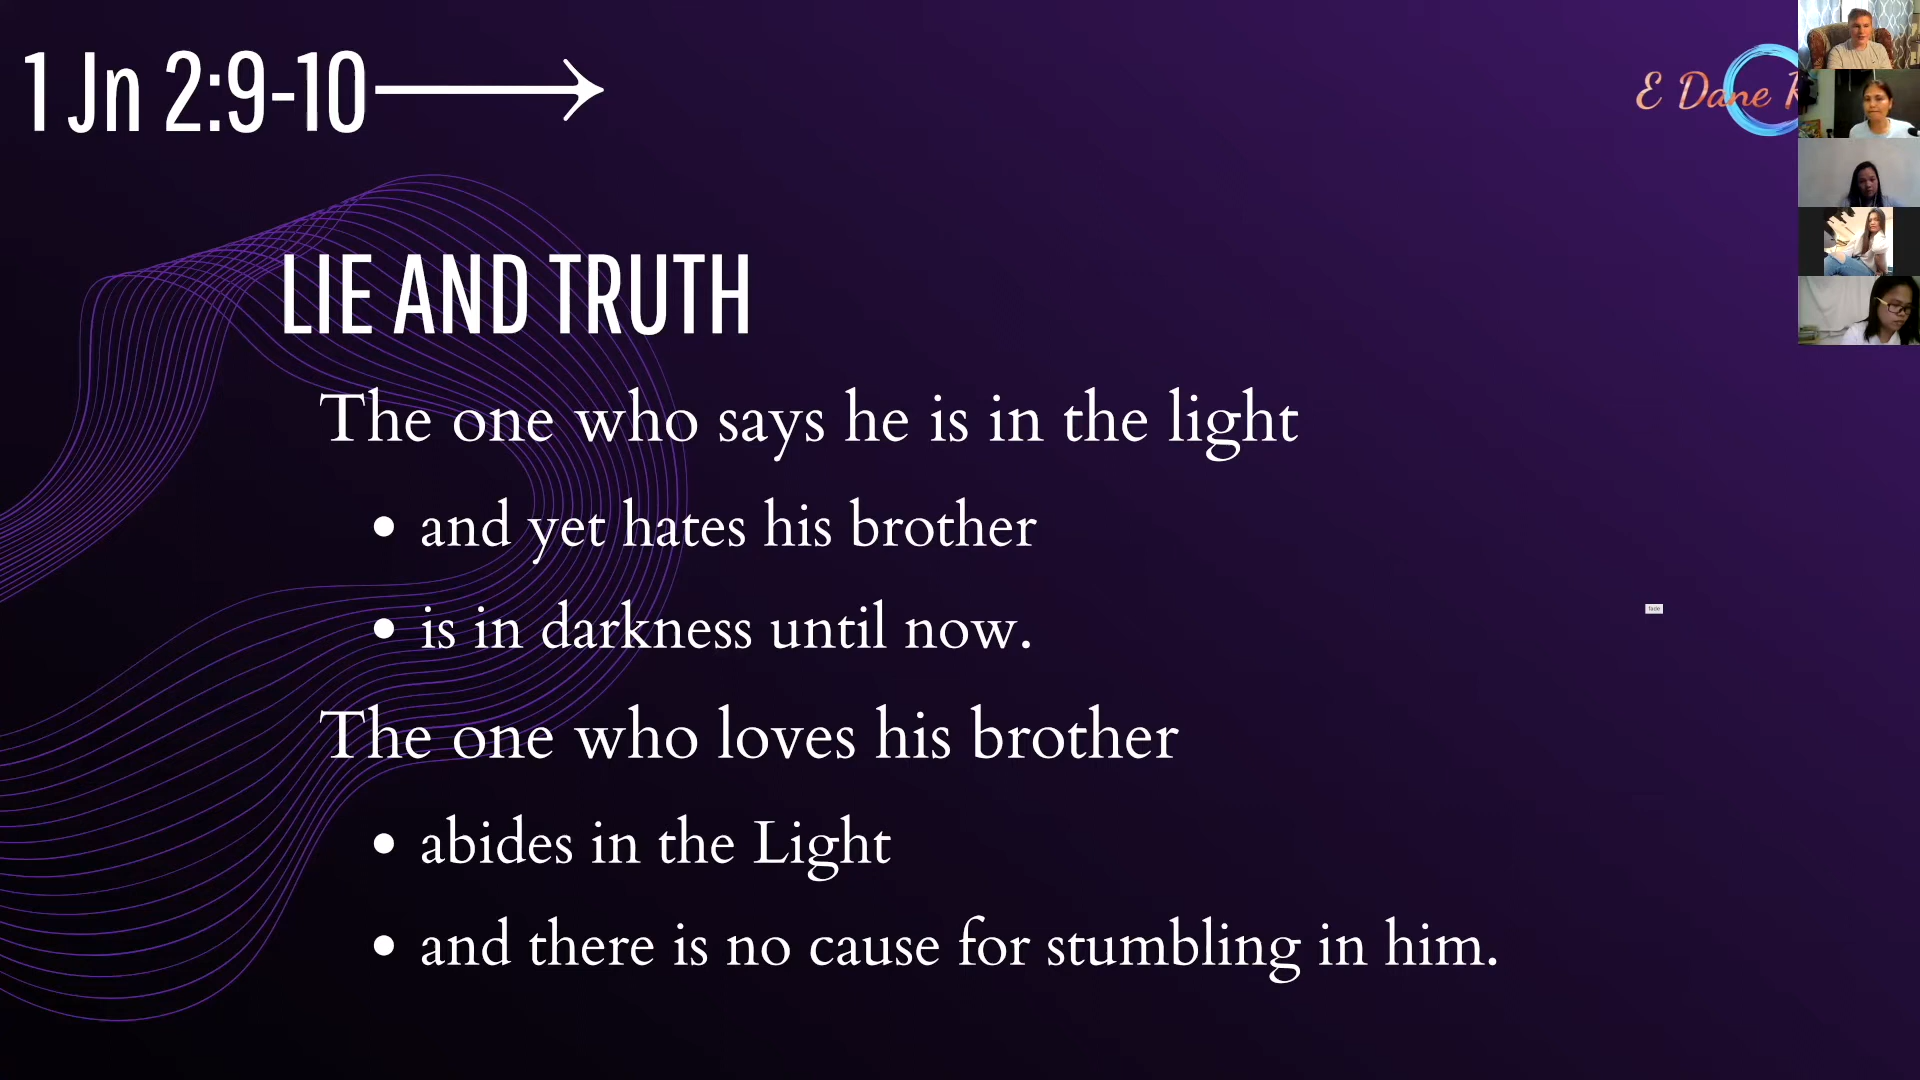 1 Jn 2:9-10
E Dane
LIE AND TRUTH
The one who says he is in the light
• and yet hates his brother
• is in darkness until now.
The one who loves his brother
• abides in the Light
• and there is no cause for stumbling in him.